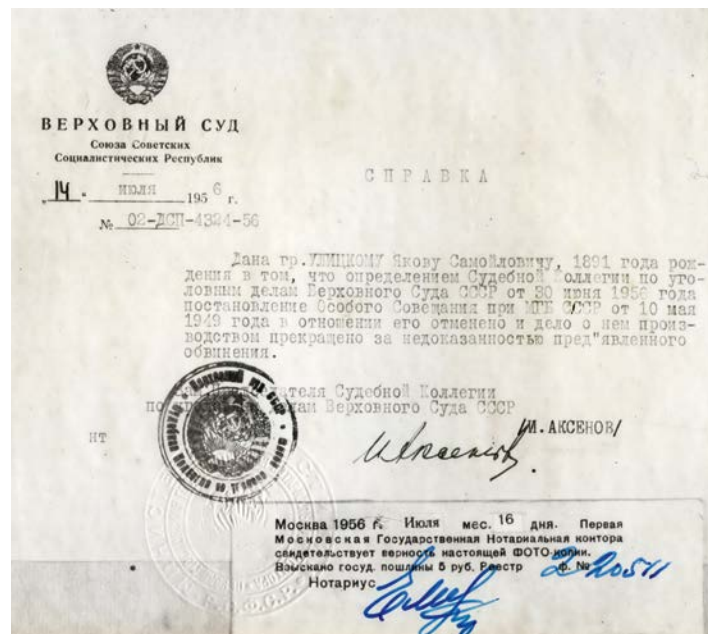 ВЕРХОВНЫЙ СУД
Союза Советских
Социалистических Республик
„14" июля 1956 г.
№ 02-ДСП-4324-56
СПРАВКА
Дана гр.УЛИЦКОМУ Якову Самойловичу, 1891 года рож-
дения в том, что определением Судебной Коллегии по уго-
ловным делам Верховного Суда СССР от 30 июня 1956 года
постановление Особого Совещания при МГБ СССР от 10 мая
1949 года в отношении его отменено и дело о нем произ-
водством прекращено за недоказанностью пред"явленного
обвинения.
Судебной Коллегии
делам Верховного Суда СССР
НТ
/И.АКСЕНОВ/
Москва 1956 г. Июля мес. 16 дня. Первая
Московская Государственная Нотариальная контора
свидетельствует верность настоящей ФОТО-копии.
Взыскано госуд. пошлины 5 руб. Реестр ф. № 2-20511
Нотариус